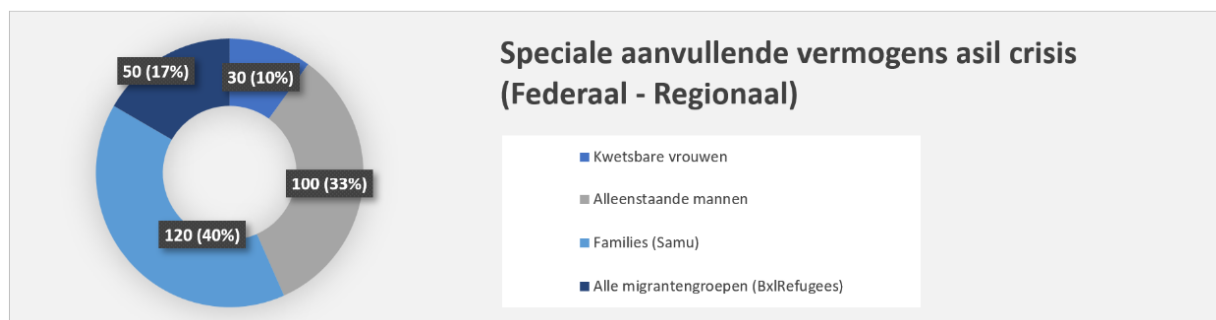 Speciale aanvullende vermogens asil crisis
(Federaal - Regionaal)
50 (17%)
30 (10%)
100 (33%)
120 (40%)
Kwetsbare vrouwen
Alleenstaande mannen
Families (Samu)
Alle migrantengroepen (BxlRefugees)